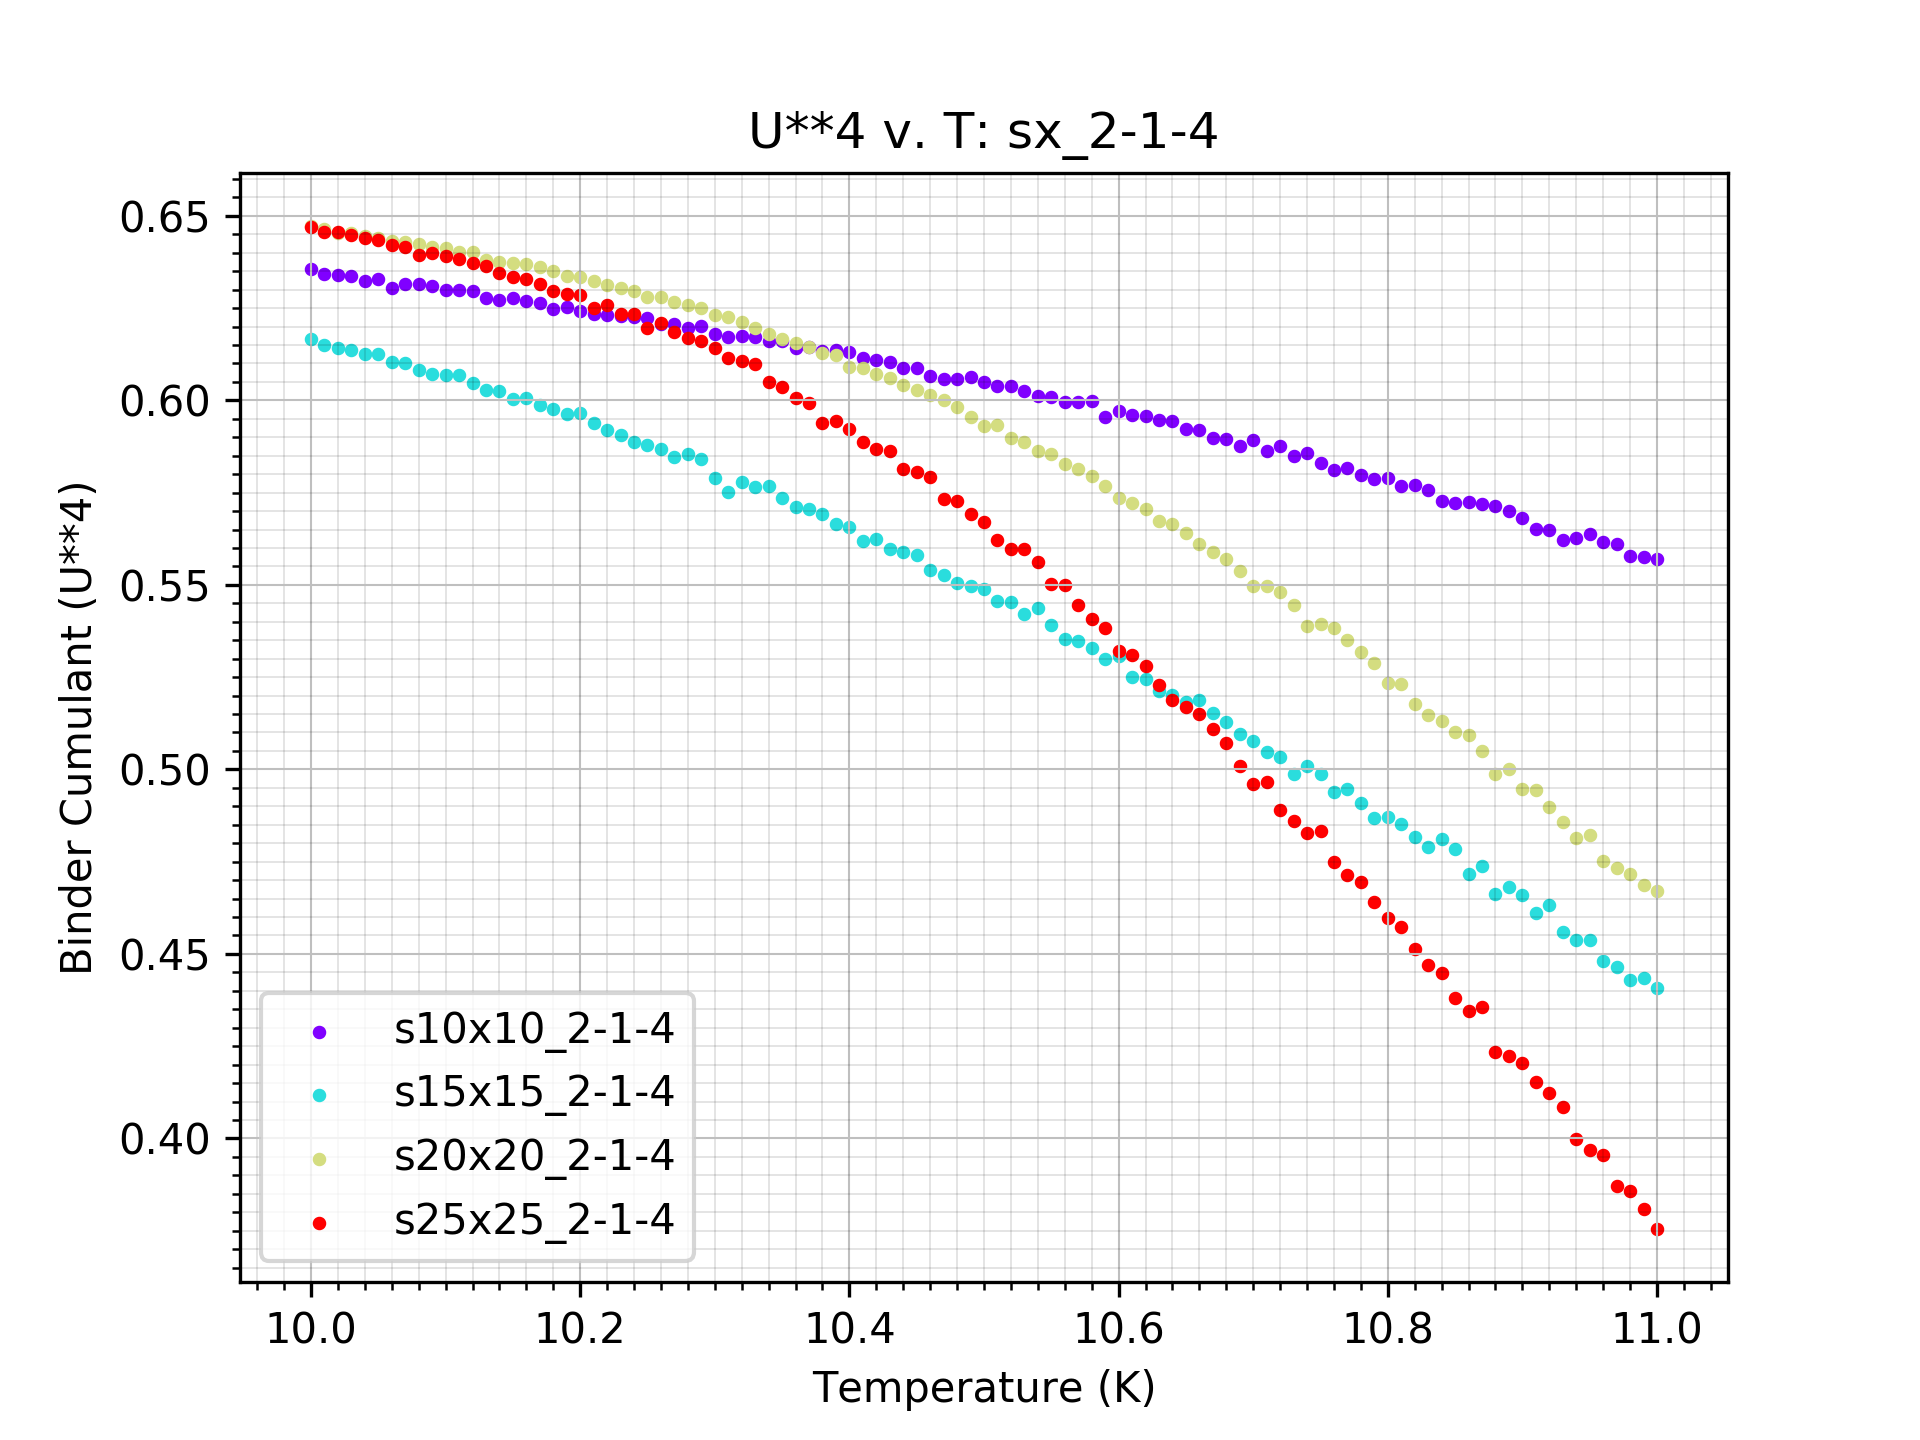 U**4 v. T: sx_2-1-4
Binder Cumulant (U**4)
0.65
0.60
0.55
0.50
0.45
0.40
s10x10_2-1-4
s15x15_2-1-4
s20x20_2-1-4
s25x25_2-1-4
10.0 10.2 10.4 10.6 10.8 11.0
Temperature (K)